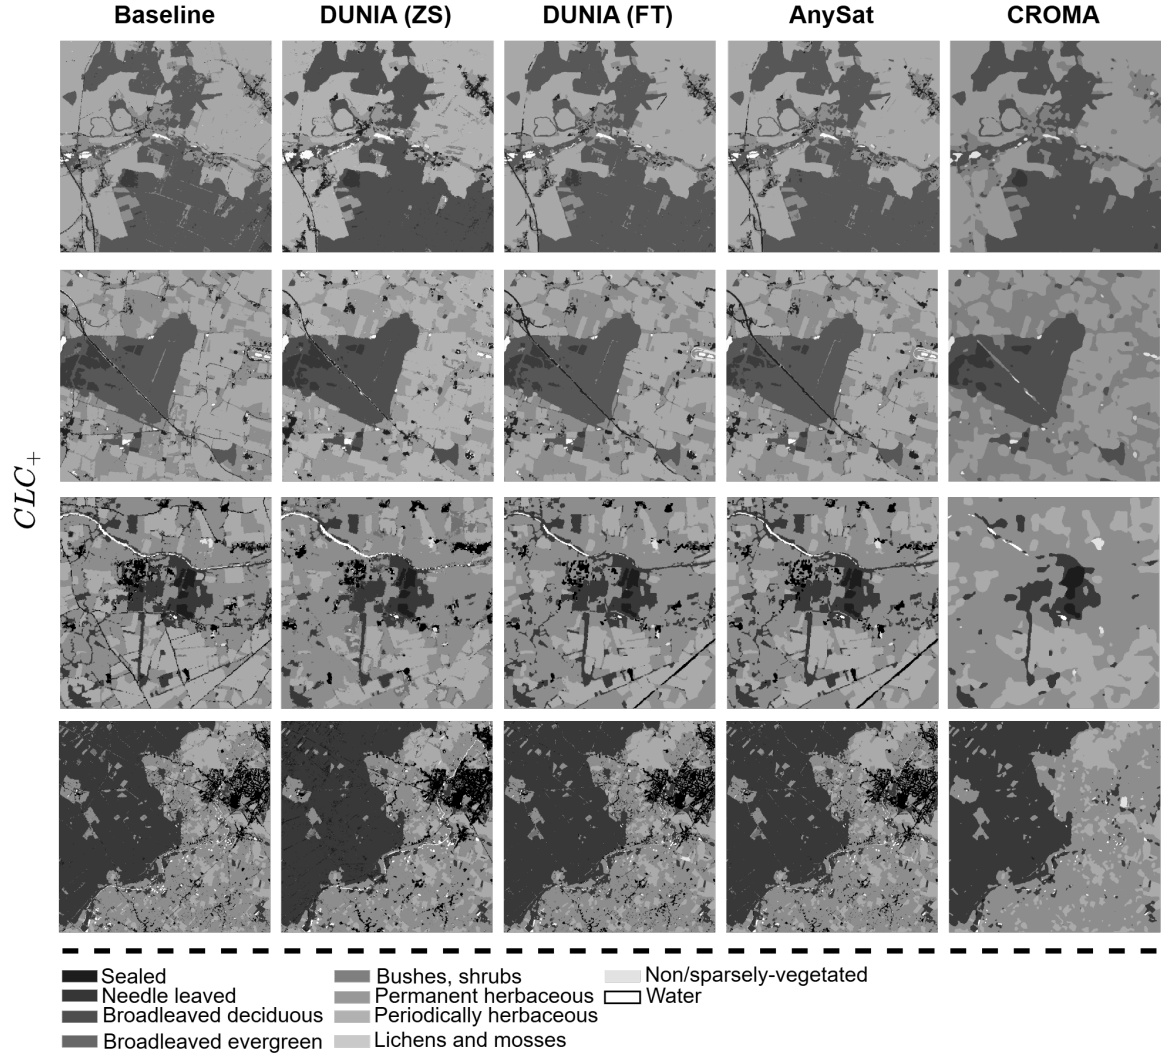 Baseline DUNIA (ZS) DUNIA (FT) AnySat CROMA
CLC+
Sealed Bushes, shrubs Non/sparsely-vegetated
Needle leaved Permanent herbaceous Water
Broadleaved deciduous Periodically herbaceous
Broadleaved evergreen Lichens and mosses